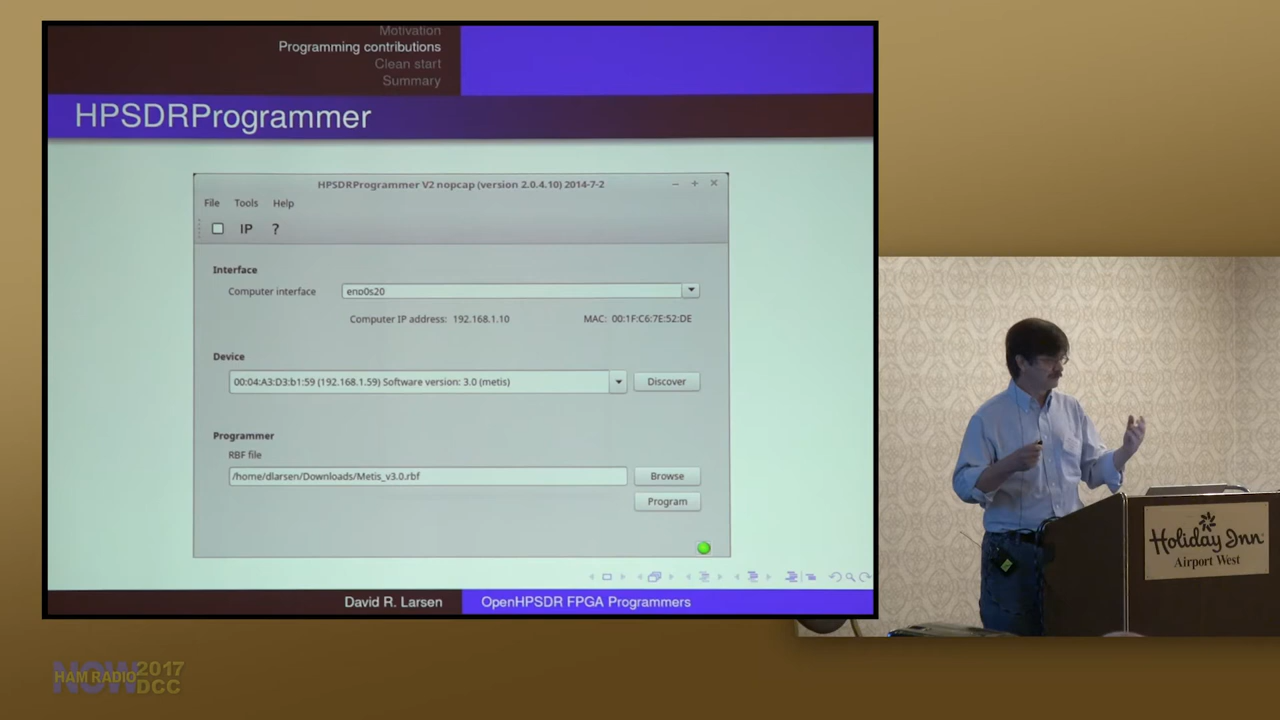 Motivation
Programming contributions
Clean start
Summary
HPSDRProgrammer
HPSDRProgrammer V2 nopcap (version 2.0.4.10) 2014-7-2
File Tools Help
IP ?
Interface
Computer interface enp0s20
Computer IP address: 192.168.1.10 MAC: 00:1F:C6:7E:52:DE
Device
00:04:A3:D3:b1:59 (192.168.1.59) Software version: 3.0 (metis) Discover
Programmer
RBF file
/home/dlarsen/Downloads/Metis_v3.0.rbf Browse
Program
David R. Larsen OpenHPSDR FPGA Programmers
Holiday Inn
Airport West
NOW
HAM RADIO 2017
DCC